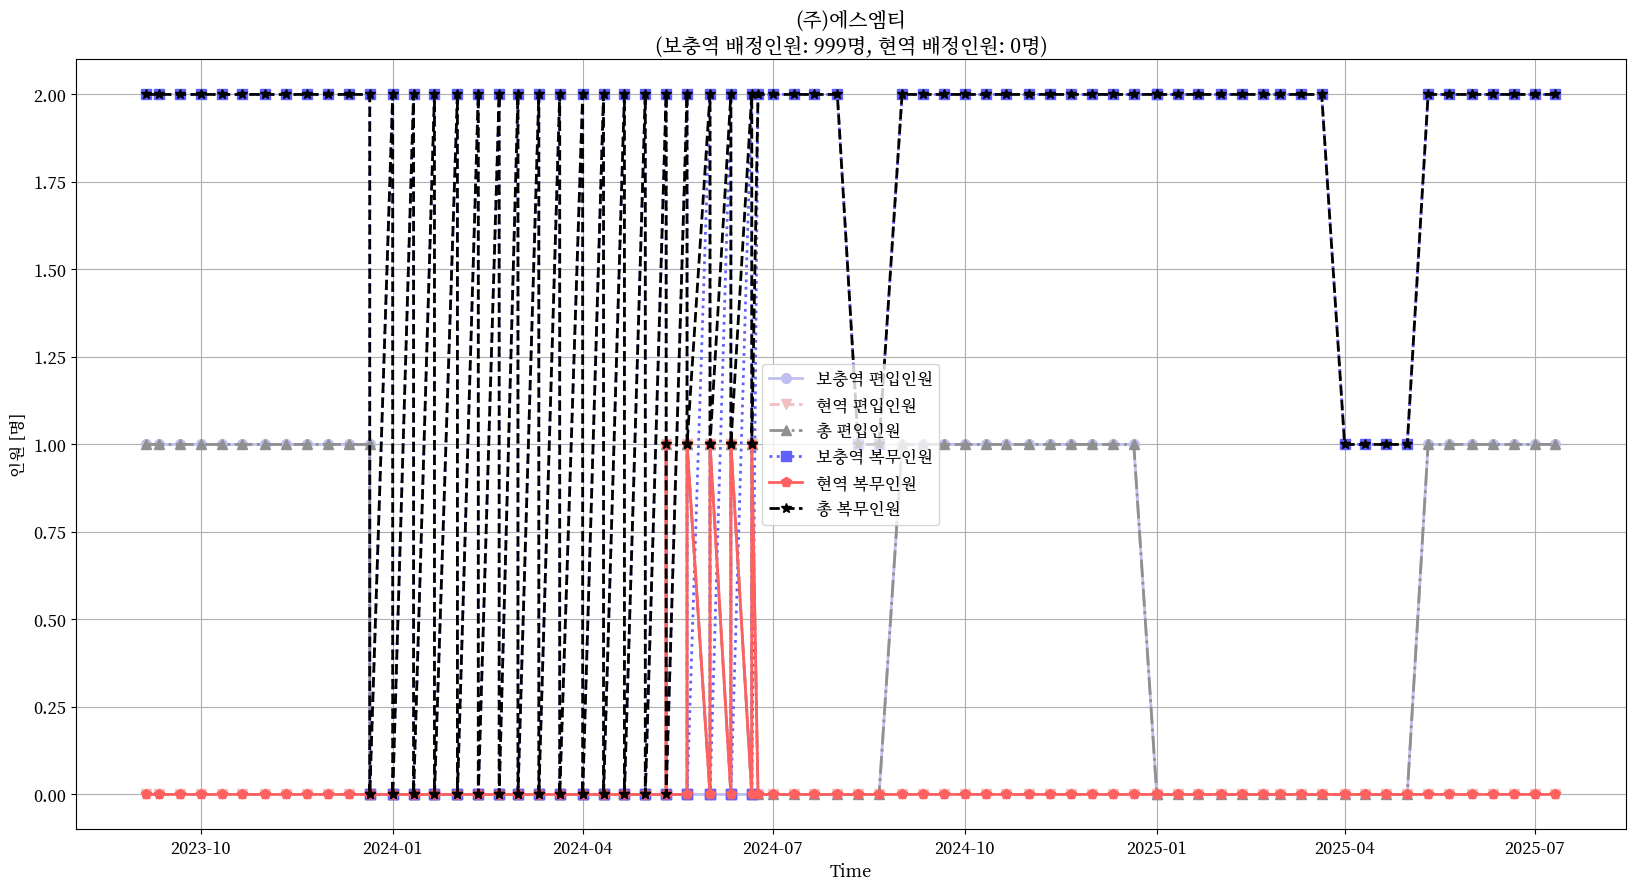 (주)에스엠티
(보충역 배정인원: 999명, 현역 배정인원: 0명)
인원 [명]
2.00
1.75
1.50
1.25
1.00
0.75
0.50
0.25
0.00
보충역 편입인원
현역 편입인원
총 편입인원
보충역 복무인원
현역 복무인원
총 복무인원
2023-10
2024-01
2024-04
2024-07
2024-10
2025-01
2025-04
2025-07
Time